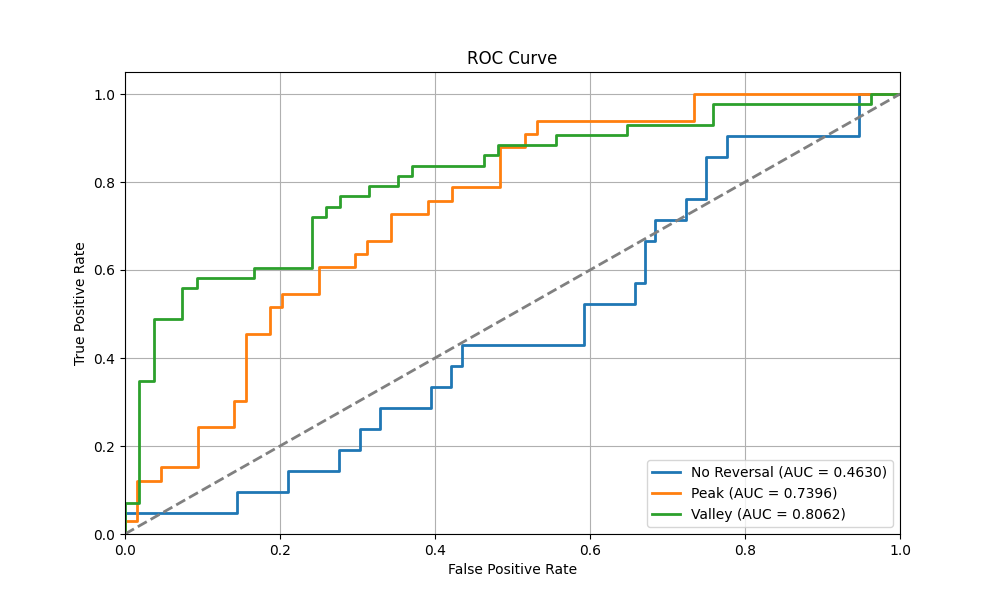 ROC Curve
True Positive Rate
1.0
0.8
0.6
0.4
0.2
0.0
0.0 0.2 0.4 0.6 0.8 1.0
False Positive Rate
No Reversal (AUC = 0.4630)
Peak (AUC = 0.7396)
Valley (AUC = 0.8062)